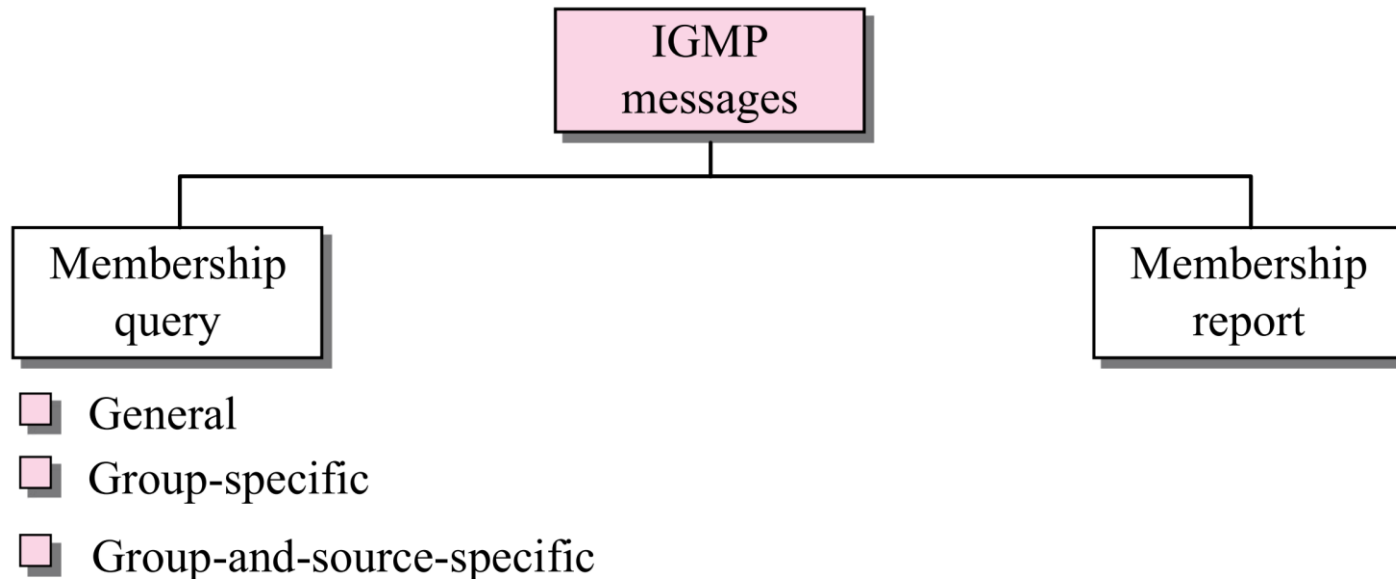 IGMP
messages
Membership
query
Membership
report
General
Group-specific
Group-and-source-specific